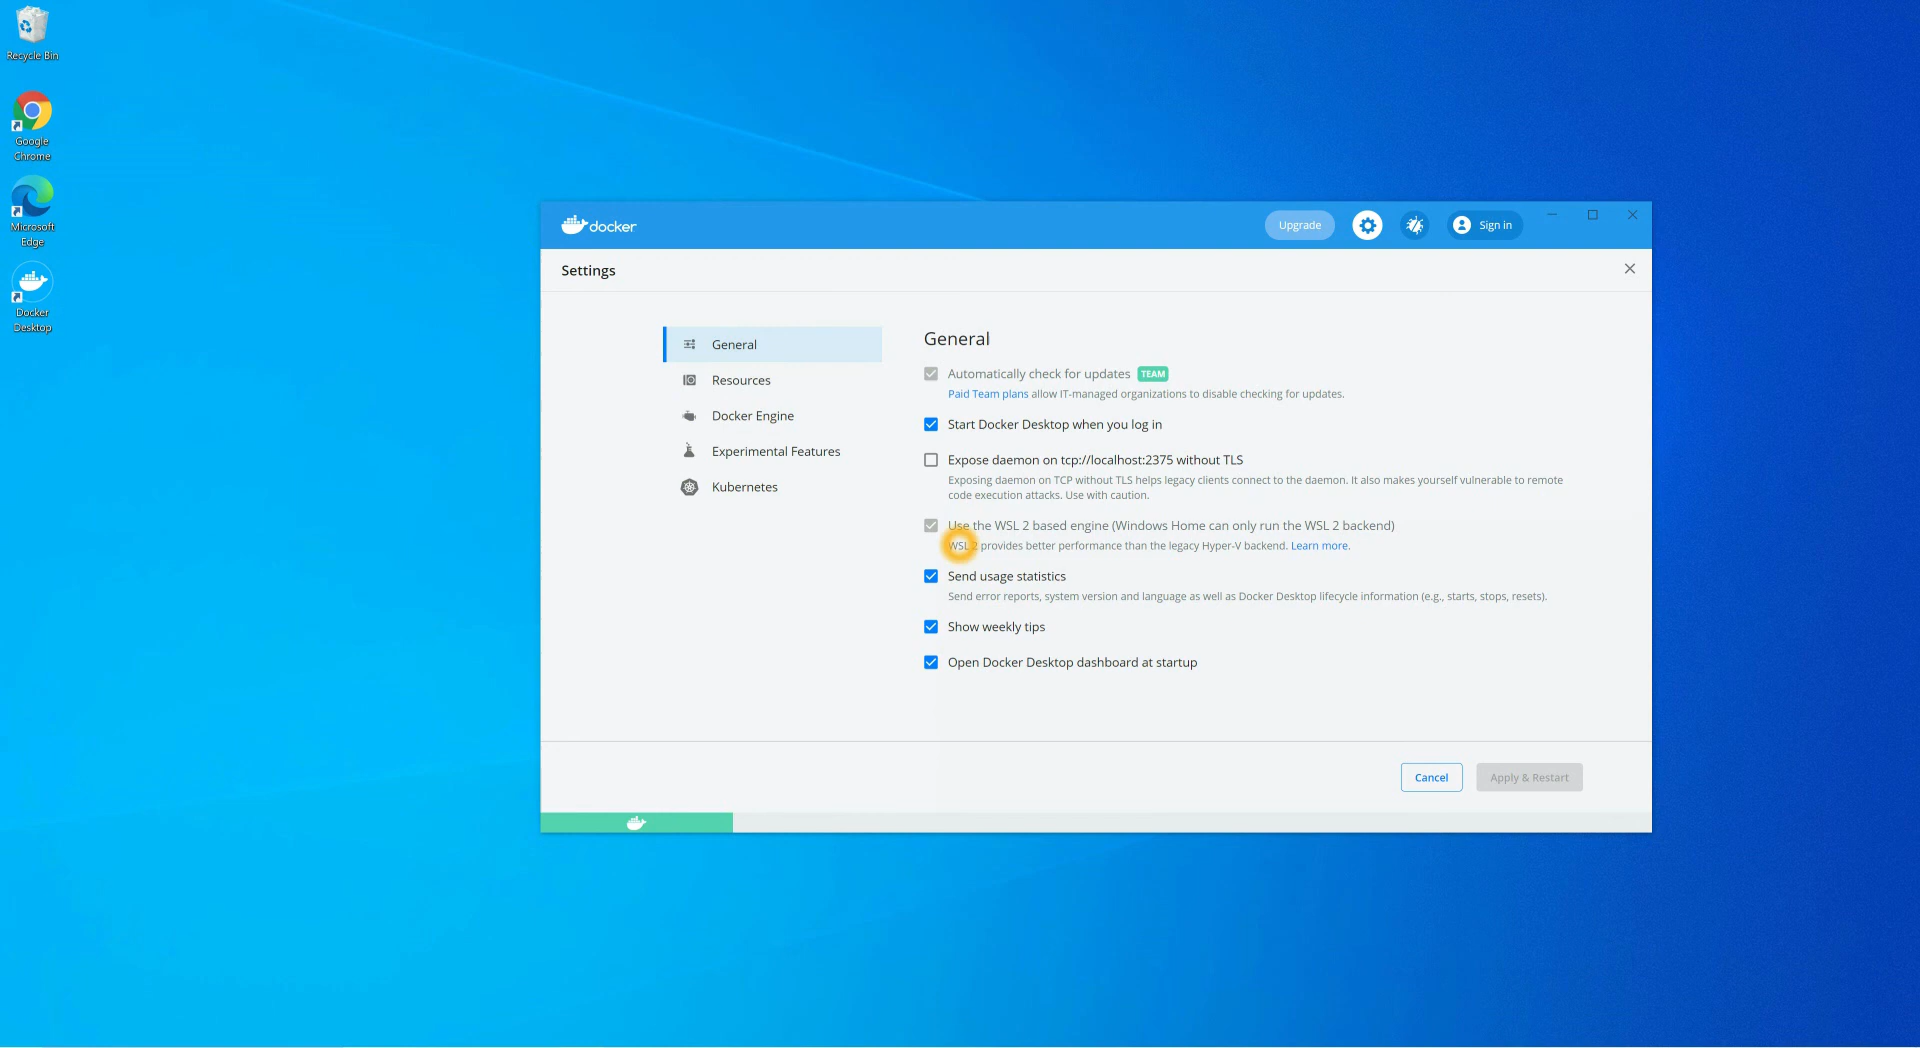 Recycle Bin
Google
Chrome
Microsoft
Edge
Docker
Desktop
docker
Upgrade
Sign in
Settings
General
Resources
Docker Engine
Experimental Features
Kubernetes
General
Automatically check for updates TEAM
Paid Team plans allow IT-managed organizations to disable checking for updates.
Start Docker Desktop when you log in
Expose daemon on tcp://localhost:2375 without TLS
Exposing daemon on TCP without TLS helps legacy clients connect to the daemon. It also makes yourself vulnerable to remote
code execution attacks. Use with caution.
Use the WSL 2 based engine (Windows Home can only run the WSL 2 backend)
WSL 2 provides better performance than the legacy Hyper-V backend. Learn more.
Send usage statistics
Send error reports, system version and language as well as Docker Desktop lifecycle information (e.g., starts, stops, resets).
Show weekly tips
Open Docker Desktop dashboard at startup
Cancel
Apply & Restart